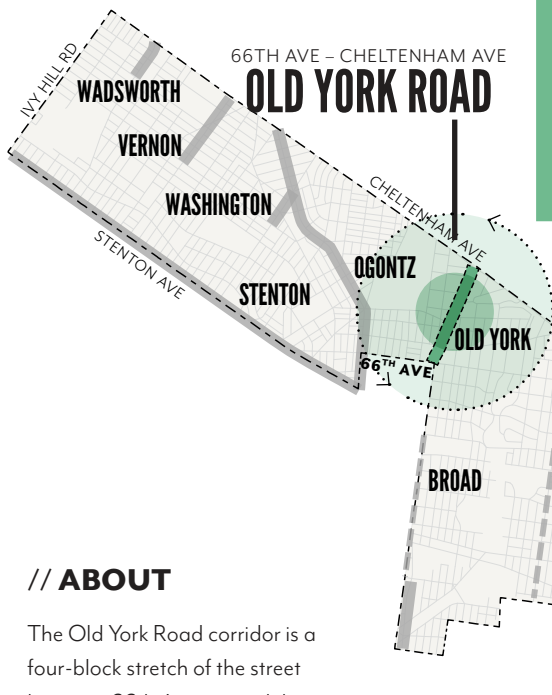 66TH AVE – CHELTENHAM AVE
OLD YORK ROAD
IVY HILL RD
WADSWORTH
VERNON
WASHINGTON
CHELTENHAM AVE
STENTON AVE
OGONTZ
STENTON
OLD YORK
66TH AVE
BROAD
// ABOUT
The Old York Road corridor is a
four-block stretch of the street